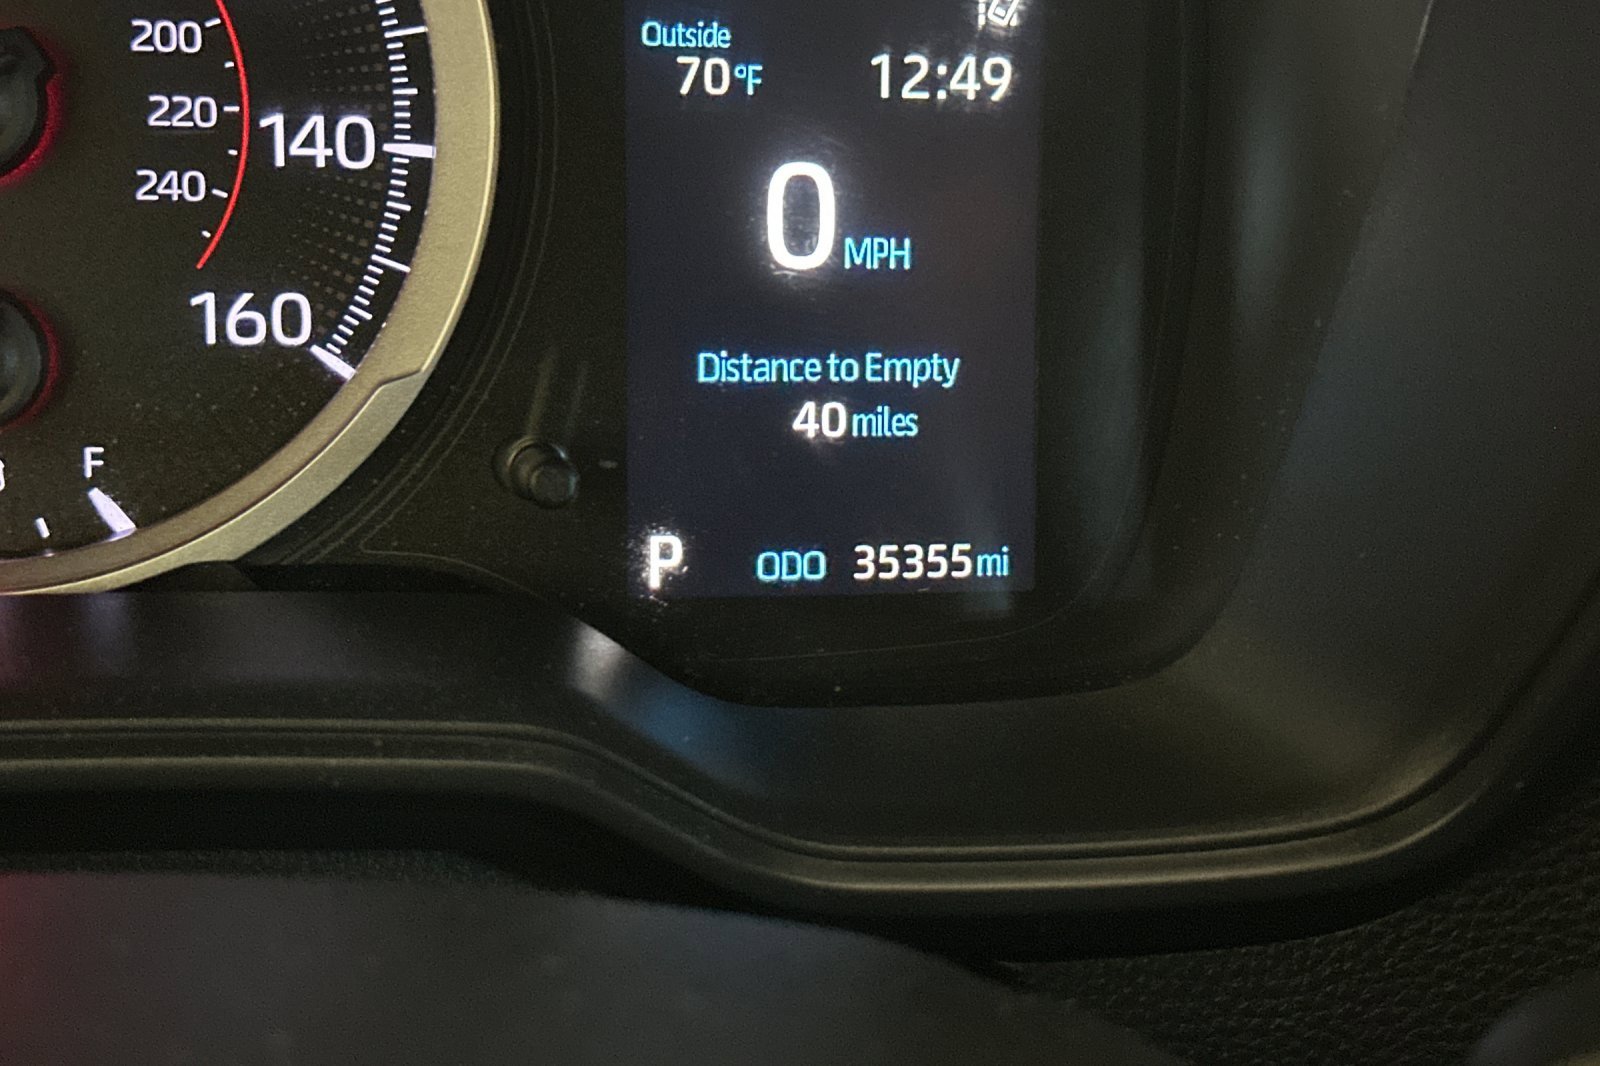 200
220
240
140
160
F
Outside
70°F 12:49
0 MPH
Distance to Empty
40 miles
P ODO 35355 mi